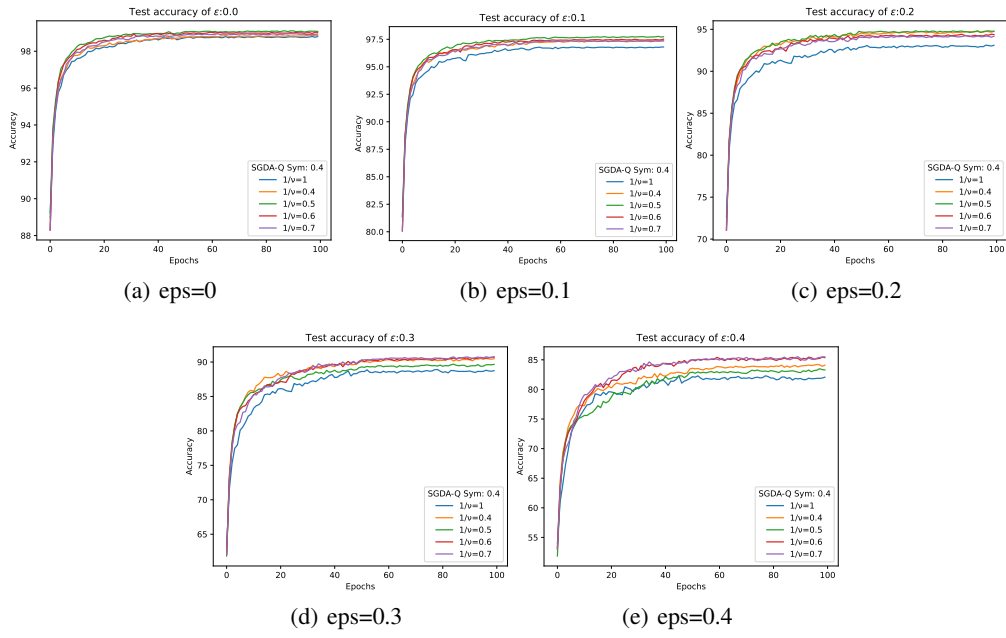 Test accuracy of ε:0.0
Accuracy
98
96
94
92
90
88
SGDA-Q Sym: 0.4
1/ν=1
1/ν=0.4
1/ν=0.5
1/ν=0.6
1/ν=0.7
0 20 40 60 80 100
Epochs
(a) eps=0
Test accuracy of ε:0.1
Accuracy
97.5
95.0
92.5
90.0
87.5
85.0
82.5
80.0
SGDA-Q Sym: 0.4
1/ν=1
1/ν=0.4
1/ν=0.5
1/ν=0.6
1/ν=0.7
0 20 40 60 80 100
Epochs
(b) eps=0.1
Test accuracy of ε:0.2
Accuracy
95
90
85
80
75
70
SGDA-Q Sym: 0.4
1/ν=1
1/ν=0.4
1/ν=0.5
1/ν=0.6
1/ν=0.7
0 20 40 60 80 100
Epochs
(c) eps=0.2
Test accuracy of ε:0.3
Accuracy
90
85
80
75
70
65
SGDA-Q Sym: 0.4
1/ν=1
1/ν=0.4
1/ν=0.5
1/ν=0.6
1/ν=0.7
0 20 40 60 80 100
Epochs
(d) eps=0.3
Test accuracy of ε:0.4
Accuracy
85
80
75
70
65
60
55
SGDA-Q Sym: 0.4
1/ν=1
1/ν=0.4
1/ν=0.5
1/ν=0.6
1/ν=0.7
0 20 40 60 80 100
Epochs
(e) eps=0.4